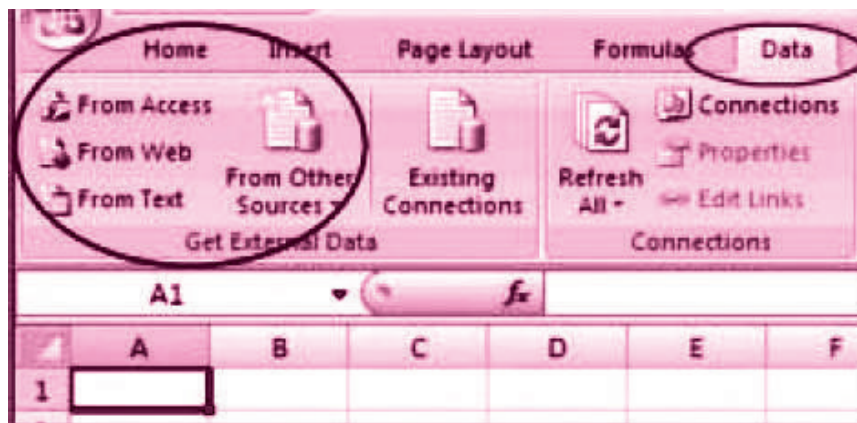 Home Insert Page Layout Formulas Data
From Access
From Web
From Text
From Other
Sources
Existing
Connections
Refresh
All
Connections
Properties
Edit Links
Get External Data
Connections
A1 fx
A B C D E F
1